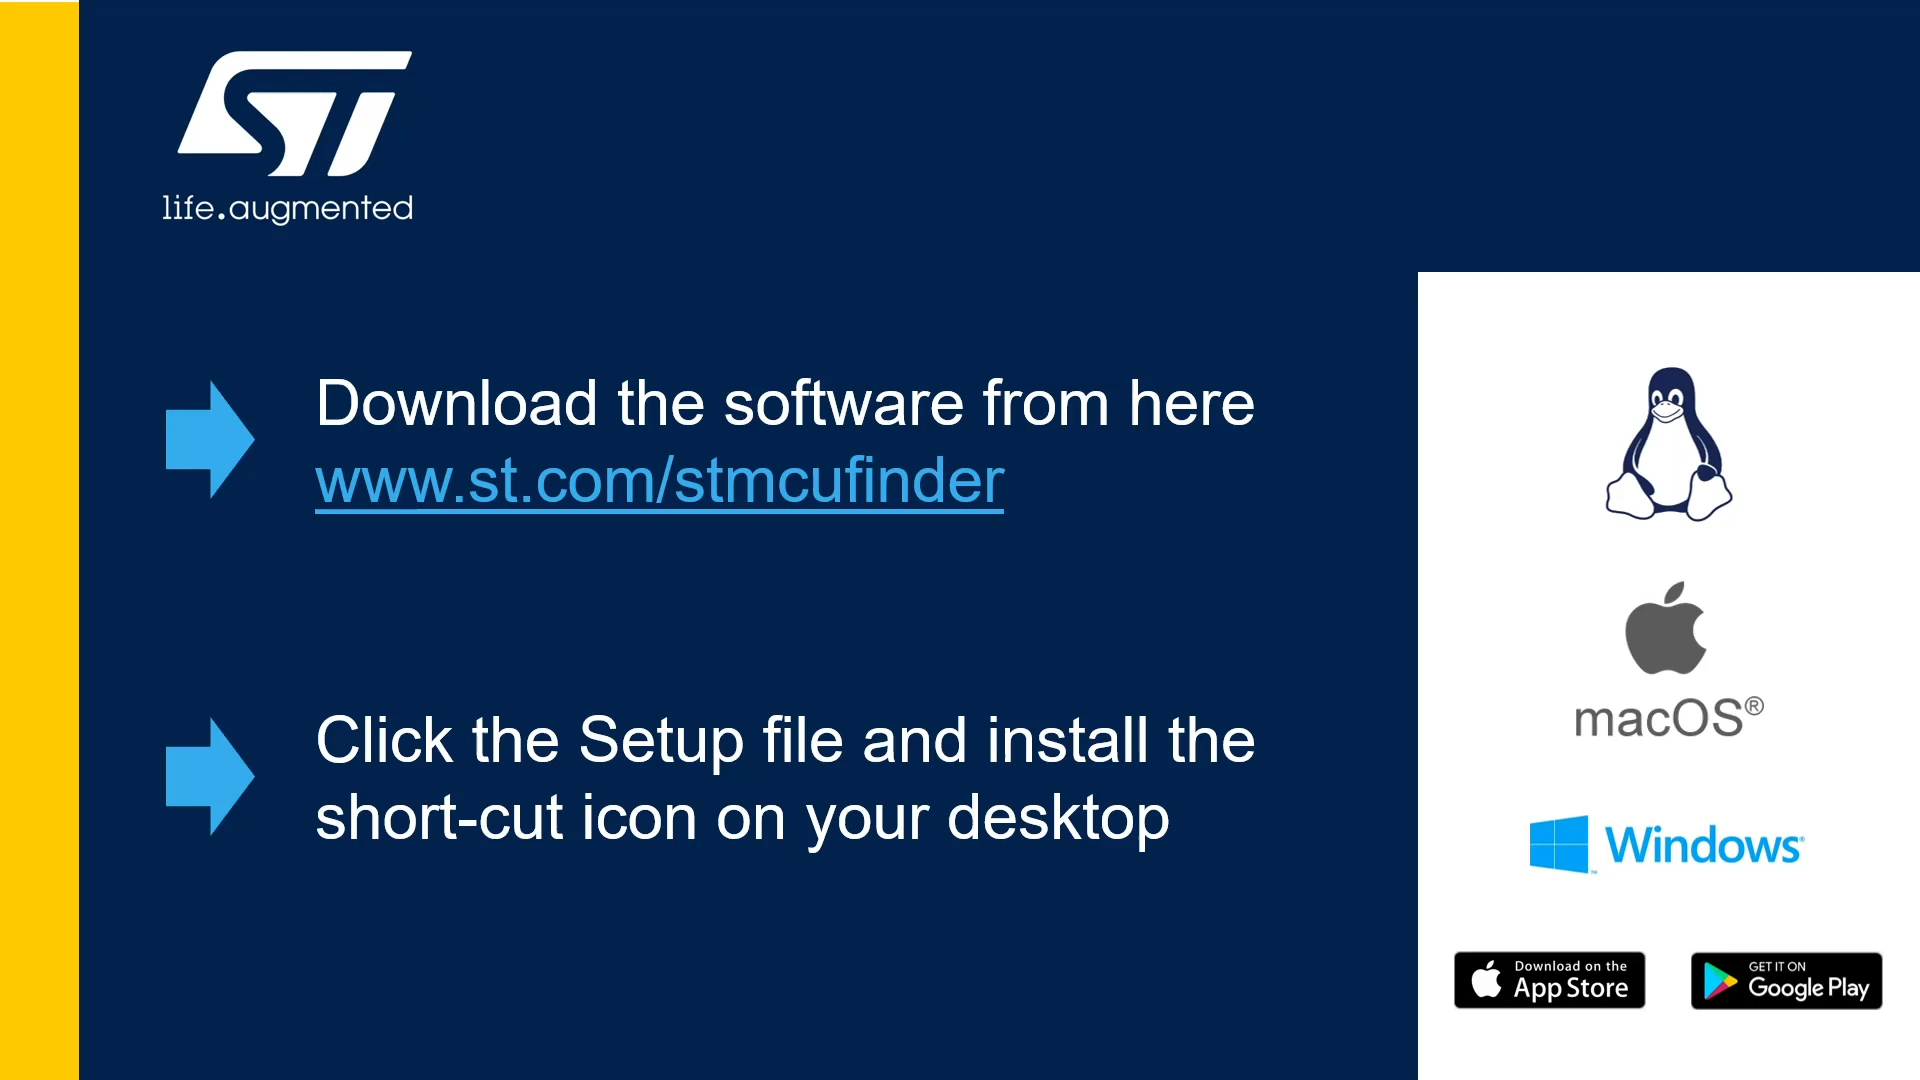 ST
life.augmented
Download the software from here
www.st.com/stmcufinder
Click the Setup file and install the
short-cut icon on your desktop
macOS®
Windows®
Download on the
App Store
GET IT ON
Google Play